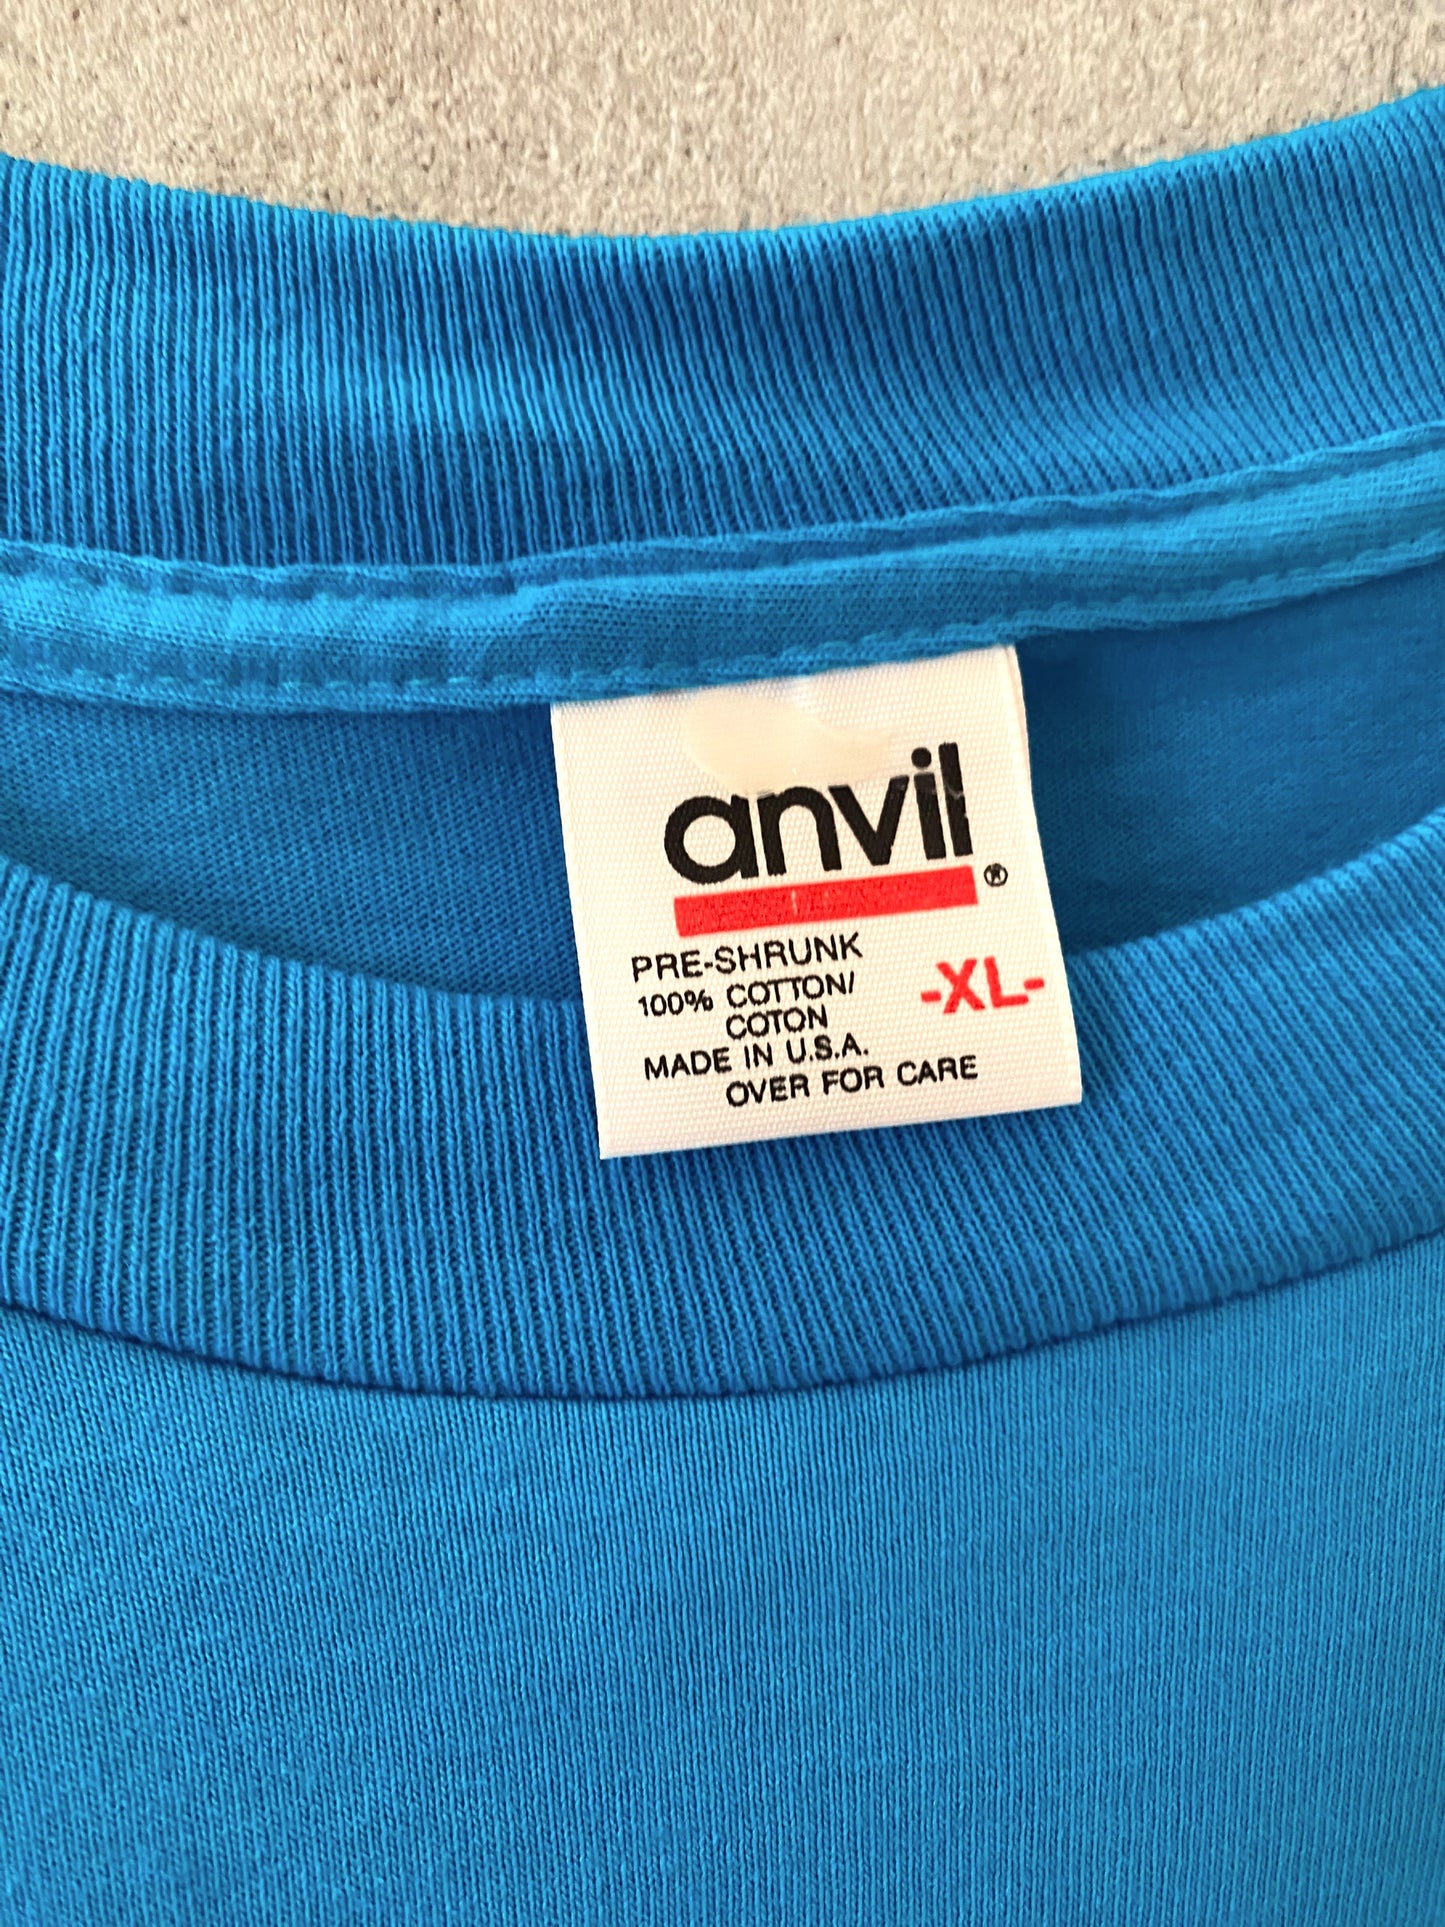 anvil®
PRE-SHRUNK
100% COTTON/ -XL-
COTON
MADE IN U.S.A.
OVER FOR CARE